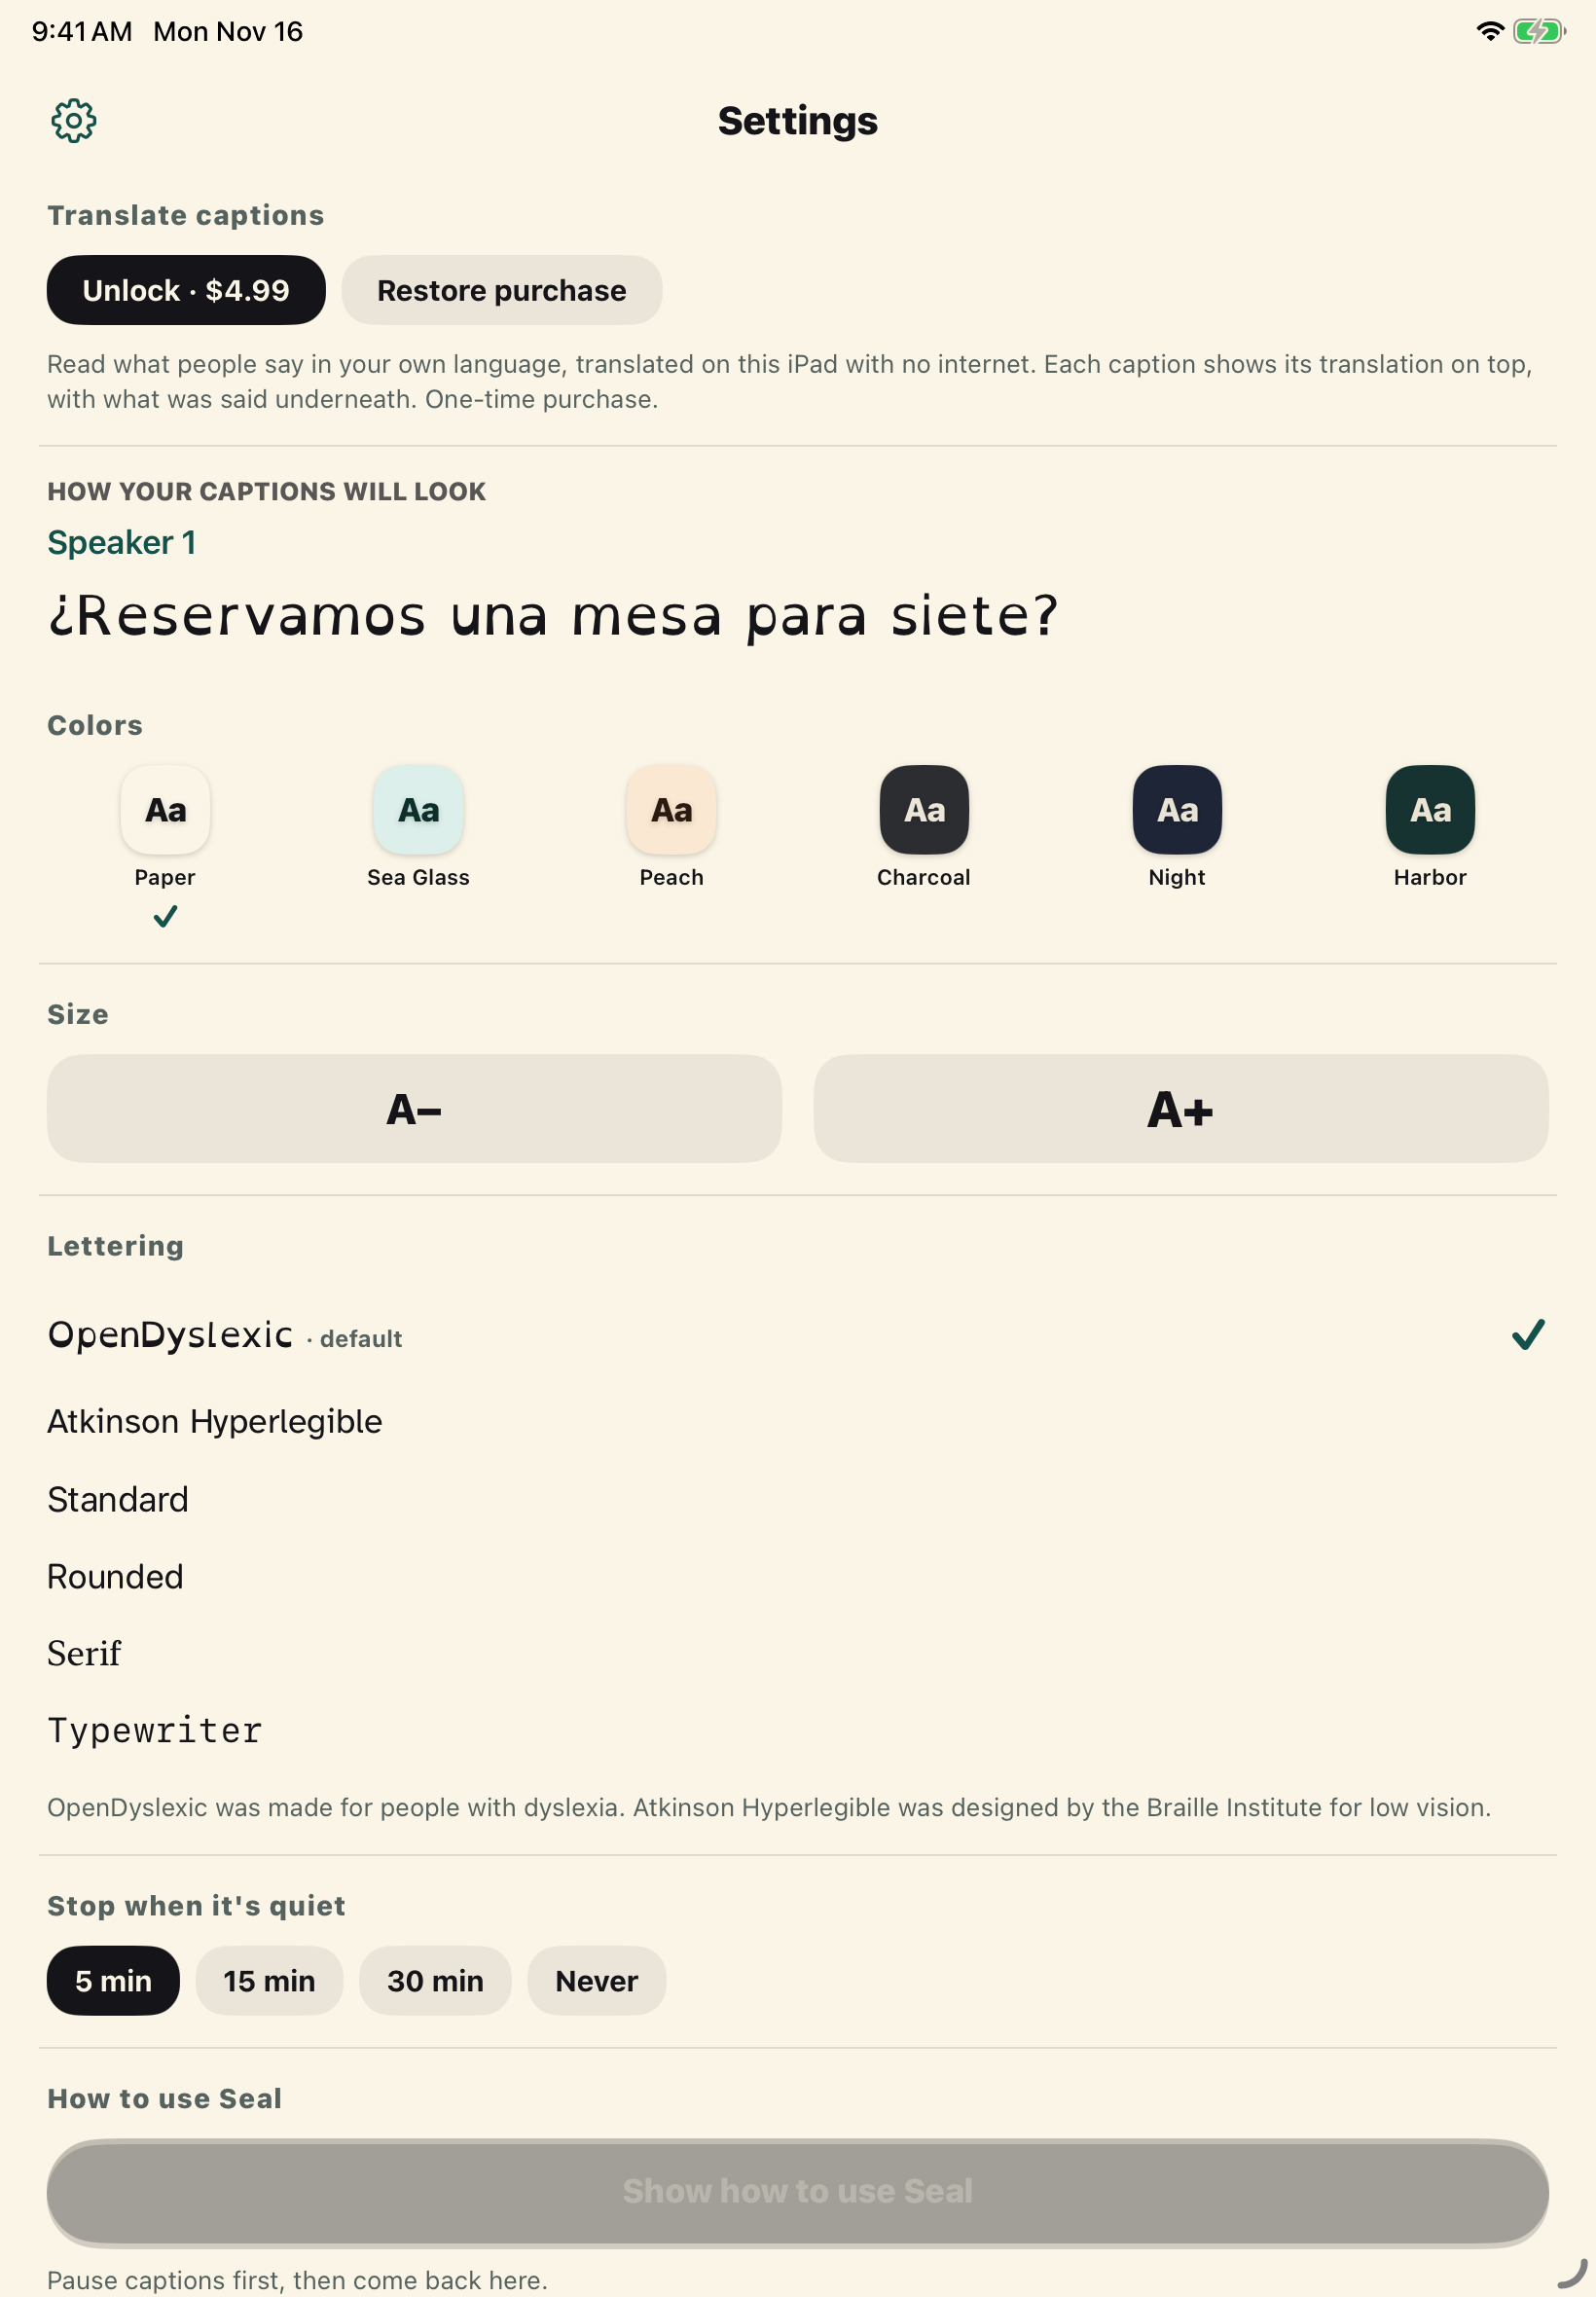 9:41 AM Mon Nov 16
Settings
Translate captions
Unlock · $4.99 Restore purchase
Read what people say in your own language, translated on this iPad with no internet. Each caption shows its translation on top,
with what was said underneath. One-time purchase.
HOW YOUR CAPTIONS WILL LOOK
Speaker 1
¿Reservamos una mesa para siete?
Colors
Aa Aa Aa Aa Aa Aa
Paper Sea Glass Peach Charcoal Night Harbor
Size
A– A+
Lettering
OpenDyslexic · default
Atkinson Hyperlegible
Standard
Rounded
Serif
Typewriter
OpenDyslexic was made for people with dyslexia. Atkinson Hyperlegible was designed by the Braille Institute for low vision.
Stop when it's quiet
5 min 15 min 30 min Never
How to use Seal
Show how to use Seal
Pause captions first, then come back here.